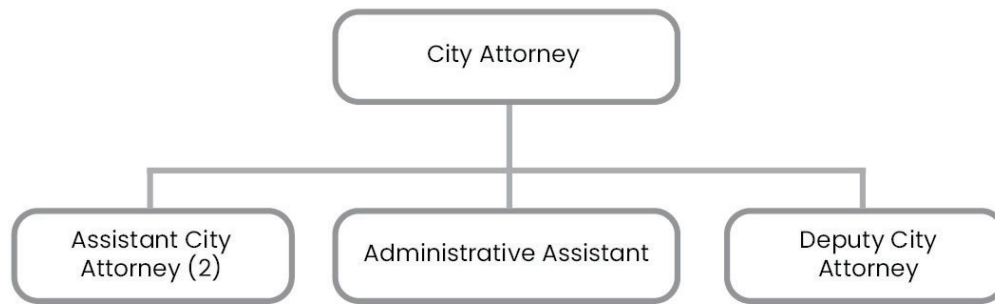 City Attorney
Assistant City
Attorney (2)
Administrative Assistant
Deputy City
Attorney